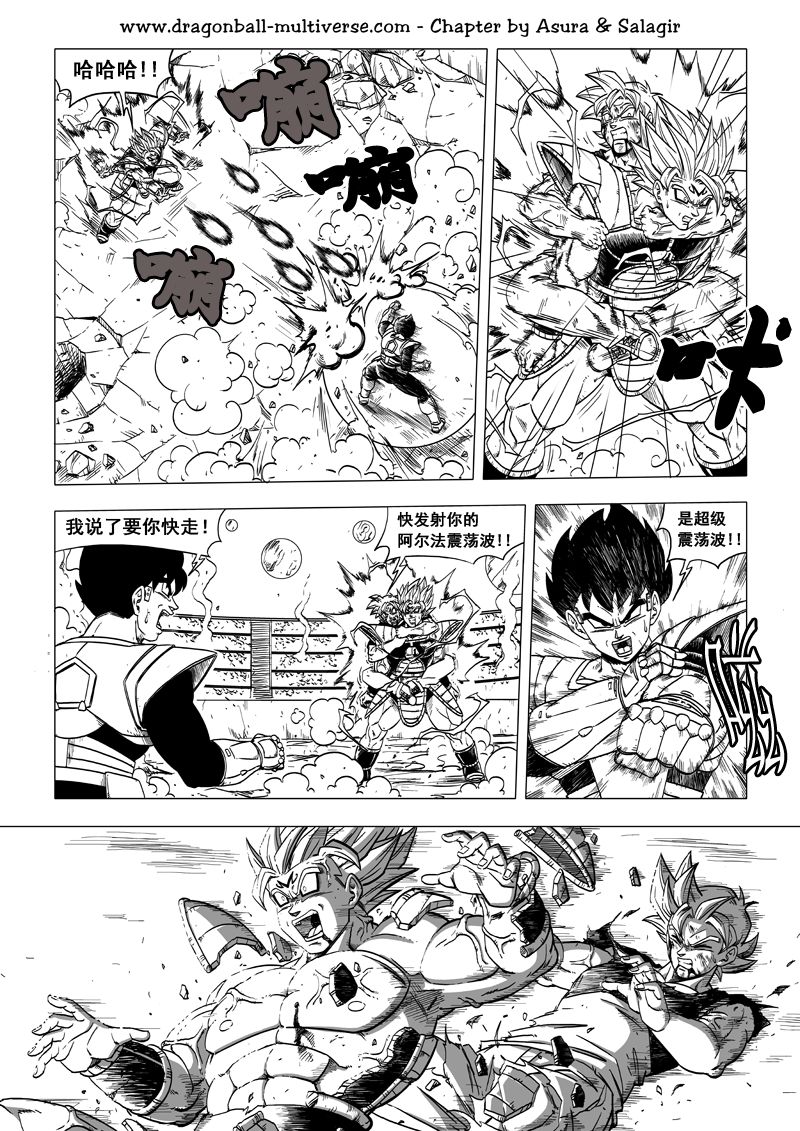 www.dragonball-multiverse.com - Chapter by Asura & Salagir
哈哈哈!!
嘣
嘣
嘣
吠
我说了要你快走!
快发射你的
阿尔法震荡波!!
是超级
震荡波!!